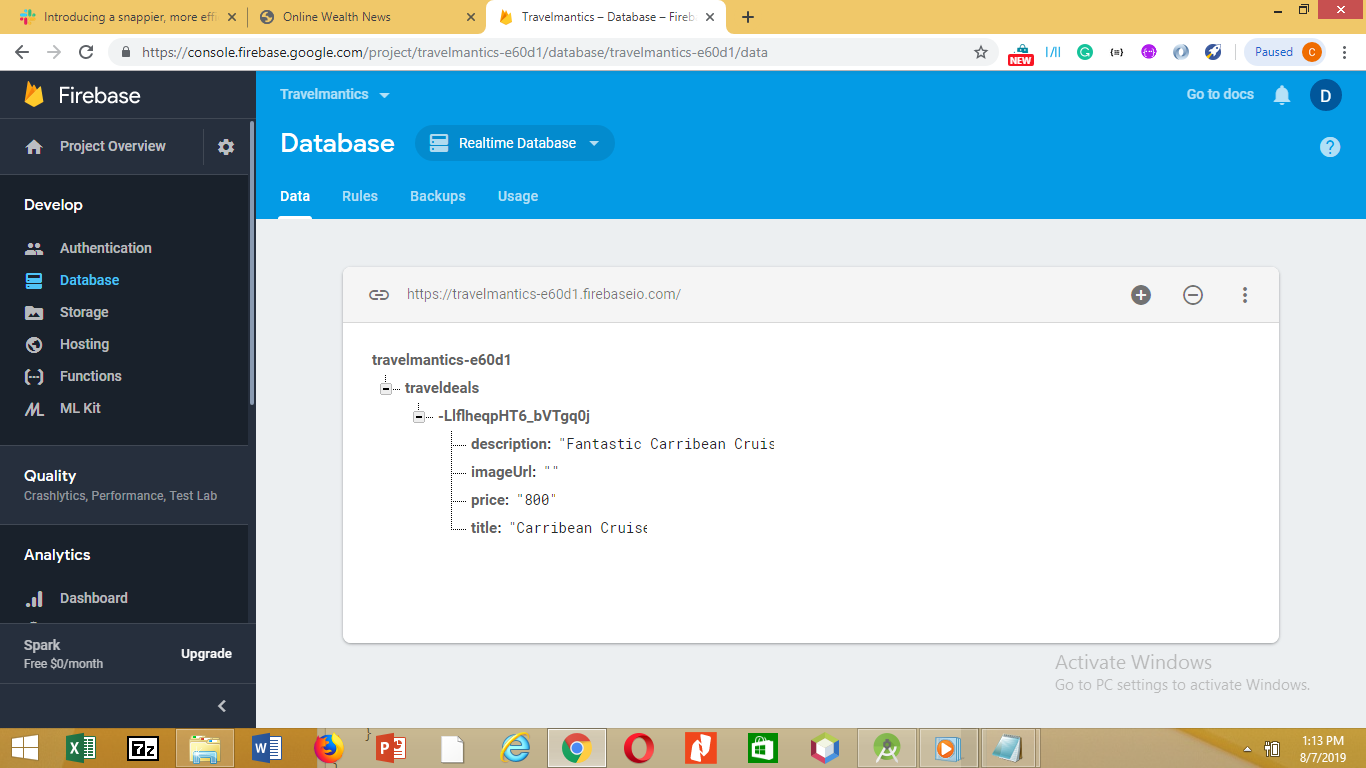 Introducing a snappier, more effi
Online Wealth News
Travelmantics – Database – Fireb
https://console.firebase.google.com/project/travelmantics-e60d1/database/travelmantics-e60d1/data
NEW
Paused
C
Firebase
Travelmantics
Go to docs
D
Project Overview
Database
Realtime Database
Data
Rules
Backups
Usage
Develop
Authentication
Database
Storage
Hosting
Functions
ML Kit
Quality
Crashlytics, Performance, Test Lab
Analytics
Dashboard
Spark
Free $0/month
Upgrade
https://travelmantics-e60d1.firebaseio.com/
travelmantics-e60d1
traveldeals
description: "Fantastic Carribean Cruis
imageUrl: ""
price: "800"
title: "Carribean Cruise
Activate Windows
Go to PC settings to activate Windows.
7z
1:13 PM
8/7/2019